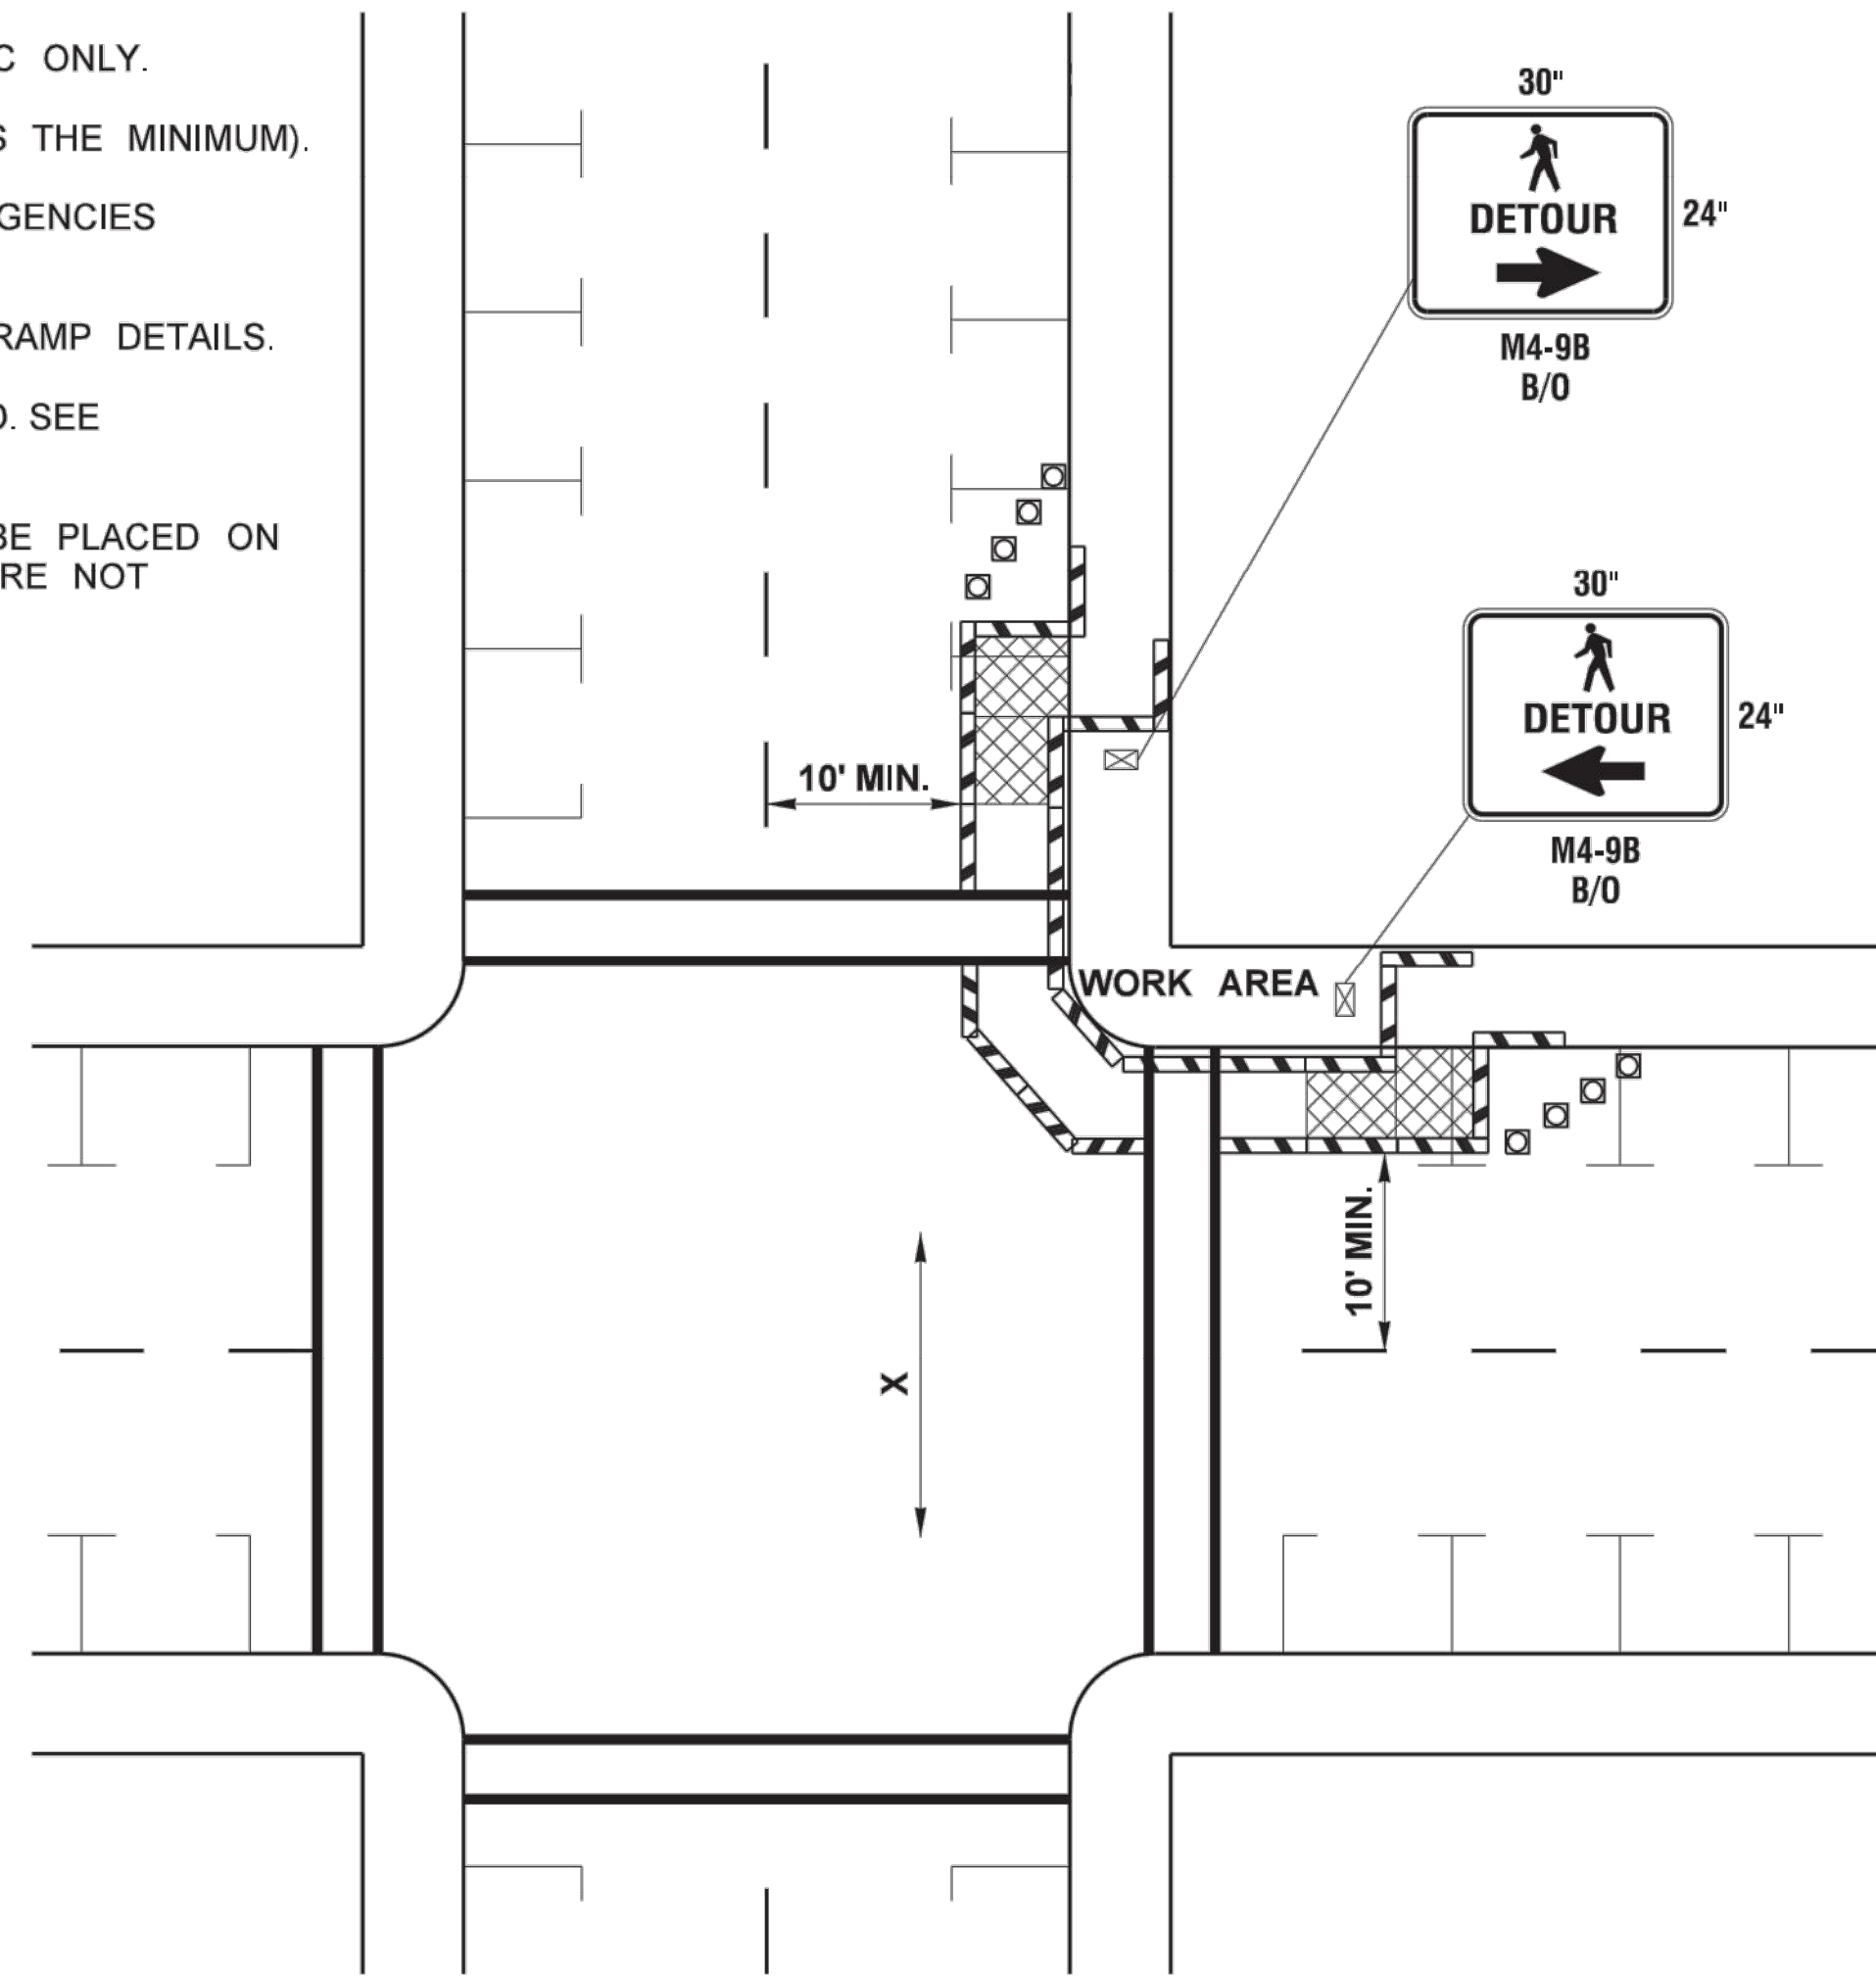 C ONLY.
S THE MINIMUM).
GENCIES
RAMP DETAILS.
D. SEE
BE PLACED ON
RE NOT
30"
DETOUR
24"
M4-9B
B/O
30"
DETOUR
24"
M4-9B
B/O
10' MIN.
WORK AREA
10' MIN.
X